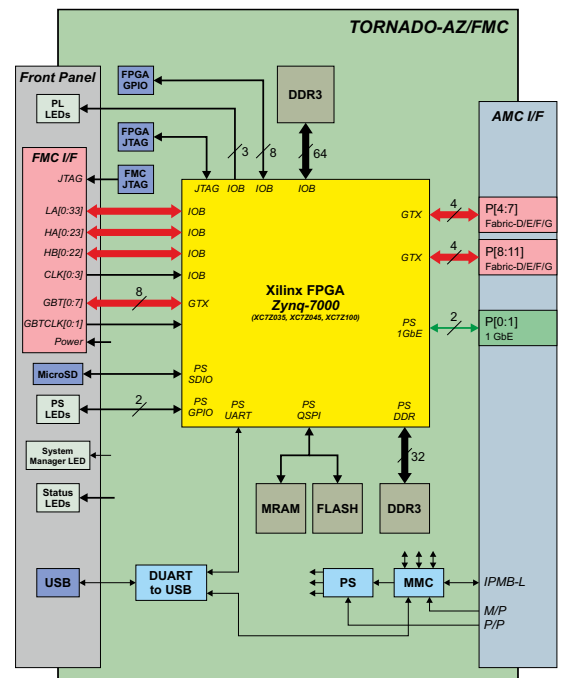 TORNADO-AZ/FMC
Front Panel
FPGA
GPIO
PL
LEDs
DDR3
AMC I/F
FPGA
JTAG
3
8
64
FMC I/F
JTAG
FMC
JTAG
JTAG
IOB
IOB
IOB
LA[0:33]
IOB
GTX
4
P[4:7]
Fabric-D/E/F/G
HA[0:23]
IOB
HB[0:22]
IOB
GTX
4
P[8:11]
Fabric-D/E/F/G
CLK[0:3]
IOB
Xilinx FPGA
Zynq-7000
(XC7Z035, XC7Z045, XC7Z100)
GBT[0:7]
8
GTX
GBTCLK[0:1]
PS
1GbE
2
P[0:1]
1 GbE
Power
MicroSD
PS
SDIO
PS
LEDs
2
PS
GPIO
PS
UART
PS
QSPI
PS
DDR
System
Manager LED
32
Status
LEDs
MRAM
FLASH
DDR3
USB
DUART
to USB
PS
MMC
IPMB-L
M/P
P/P